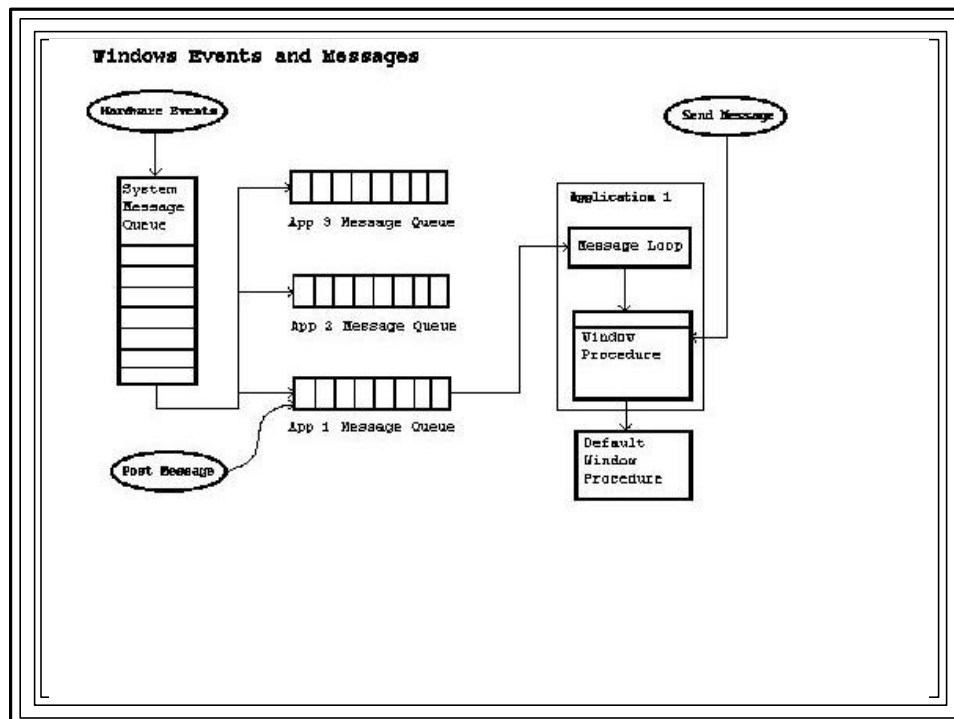 Windows Events and Messages
Hardware Events
Send Message
System
Message
Queue
App 3 Message Queue
Application 1
Message Loop
App 2 Message Queue
Window
Procedure
App 1 Message Queue
Post Message
Default
Window
Procedure